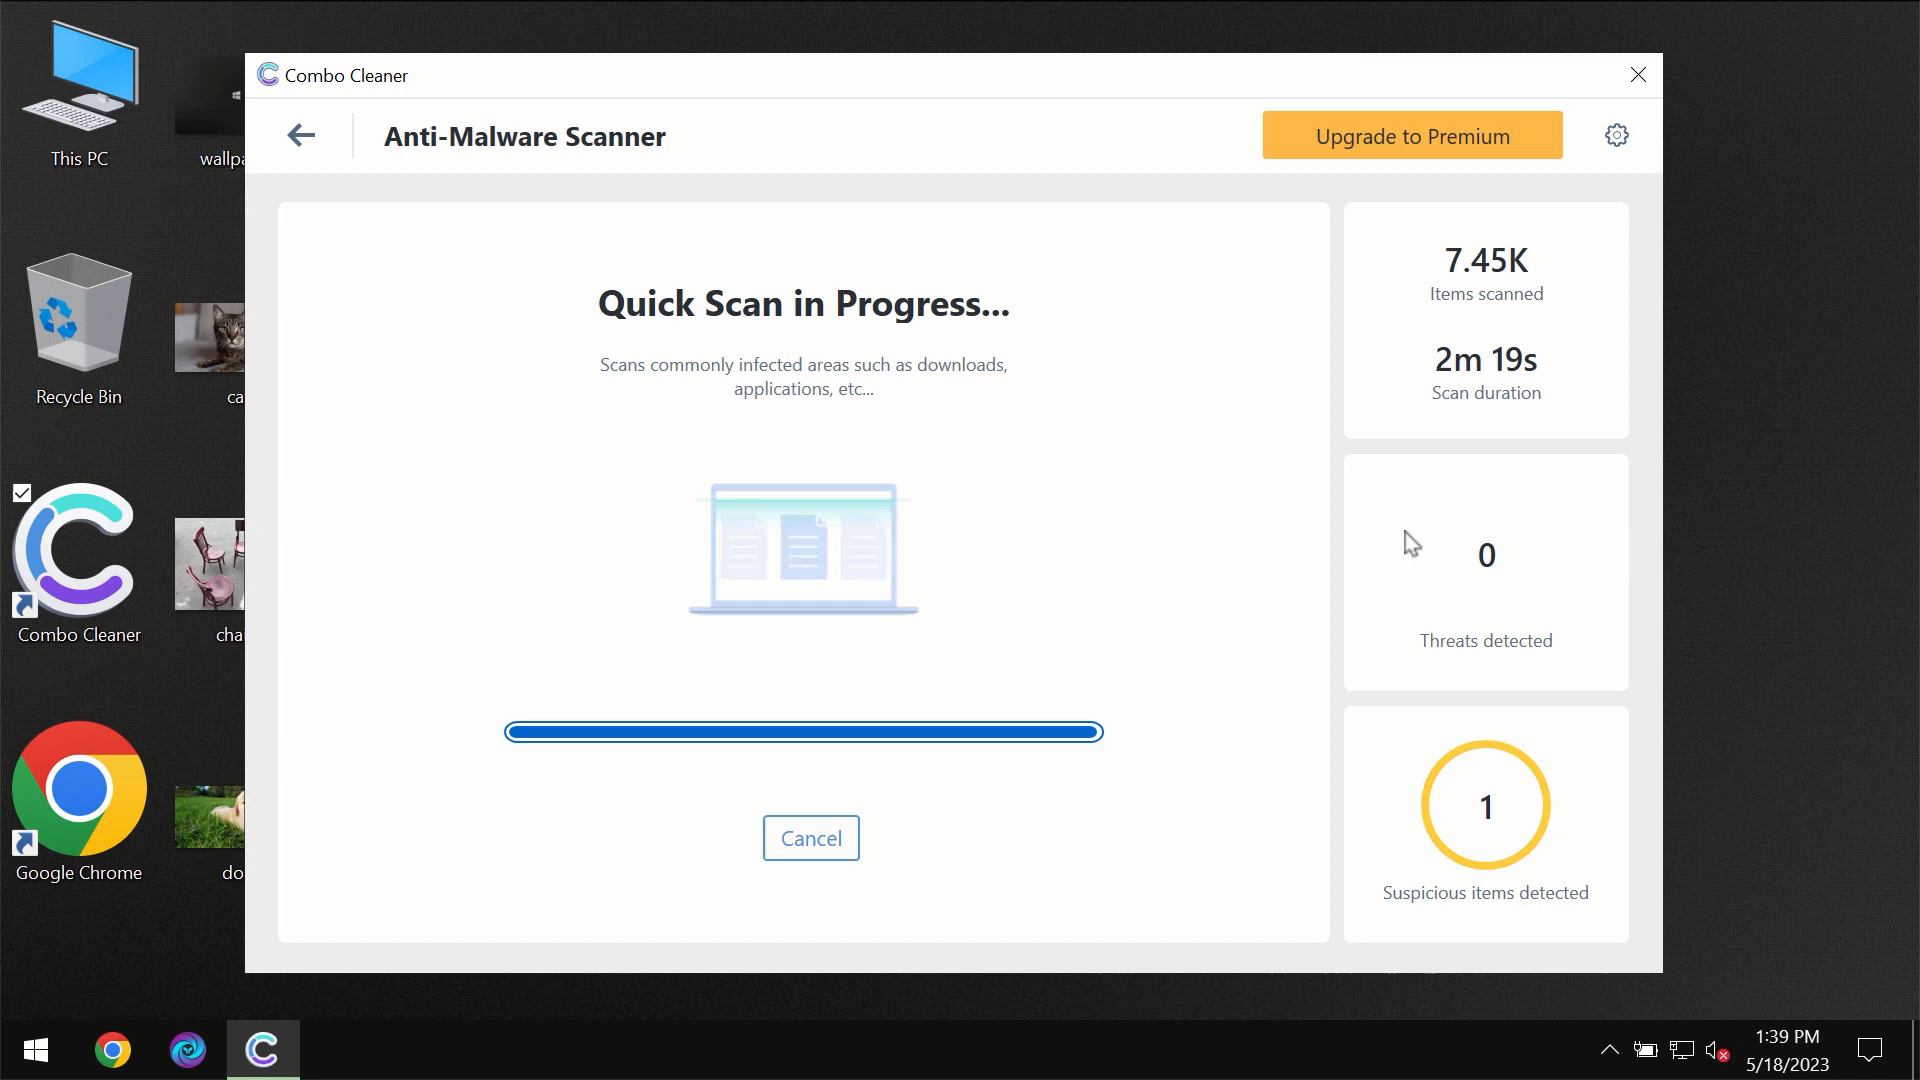 This PC
wallpa
Recycle Bin
ca
Combo Cleaner
cha
Google Chrome
do
Combo Cleaner
Anti-Malware Scanner
Upgrade to Premium
Quick Scan in Progress...
Scans commonly infected areas such as downloads,
applications, etc...
Cancel
7.45K
Items scanned
2m 19s
Scan duration
0
Threats detected
1
Suspicious items detected
1:39 PM
5/18/2023